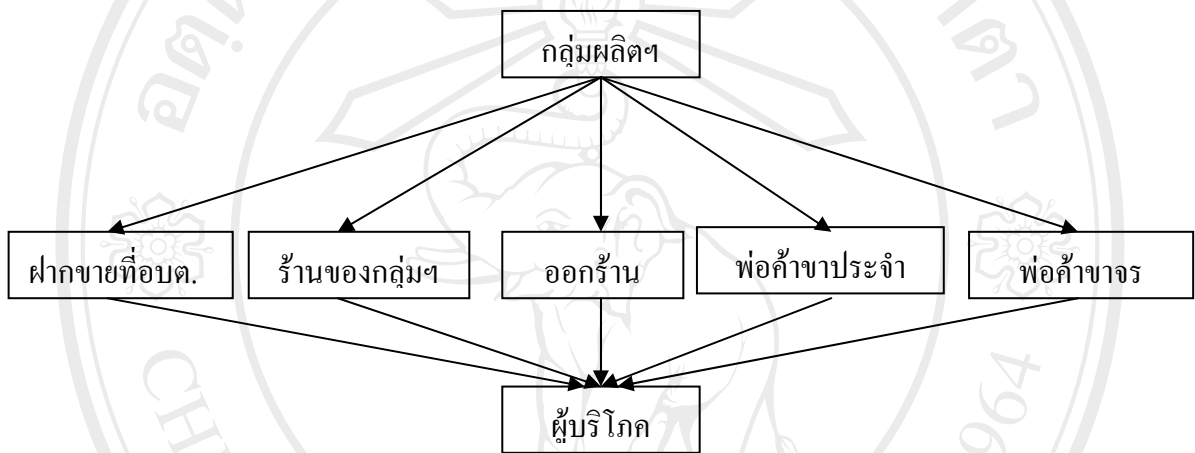 กลุ่มผลิตฯ
ฝากขายที่อบต.
ร้านของกลุ่มฯ
ออกร้าน
พ่อค้าขาประจำ
พ่อค้าขาจร
ผู้บริโภค
964